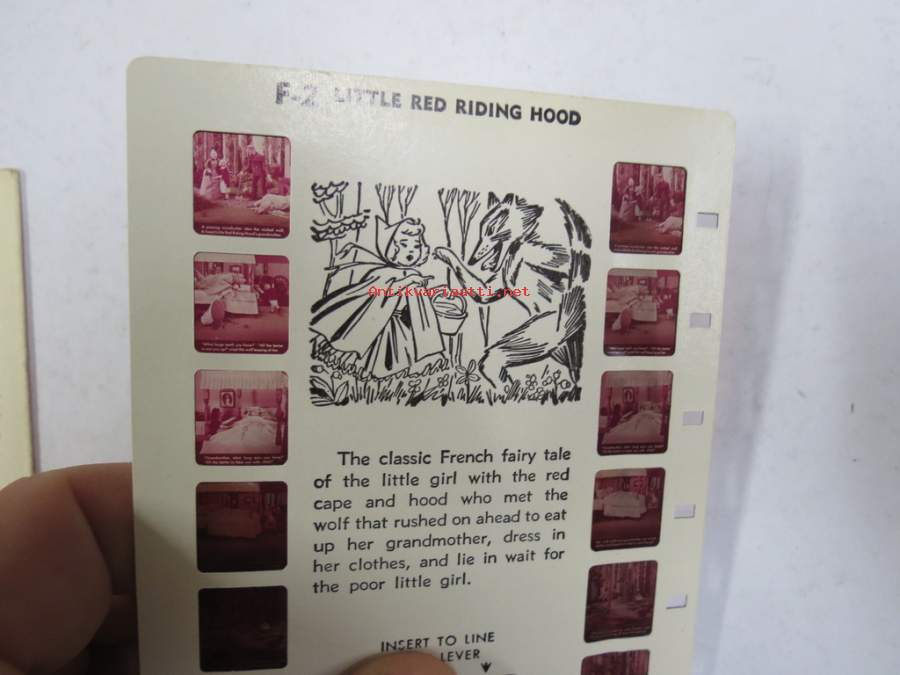 F-2 LITTLE RED RIDING HOOD
Antikvariaatti.net
The classic French fairy tale
of the little girl with the red
cape and hood who met the
wolf that rushed on ahead to eat
up her grandmother, dress in
her clothes, and lie in wait for
the poor little girl.
INSERT TO LINE
LEVER